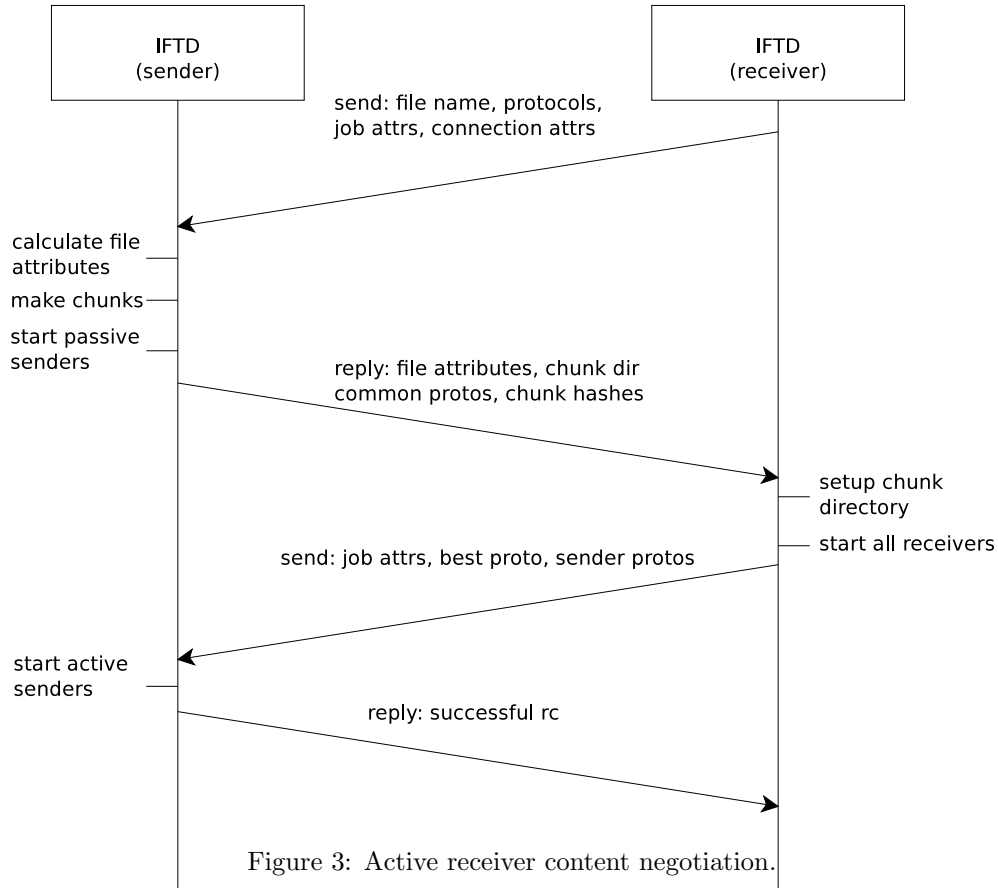 IFTD
(sender)
IFTD
(receiver)
send: file name, protocols,
job attrs, connection attrs
calculate file
attributes
make chunks
start passive
senders
reply: file attributes, chunk dir
common protos, chunk hashes
setup chunk
directory
start all receivers
send: job attrs, best proto, sender protos
start active
senders
reply: successful rc
Figure 3: Active receiver content negotiation.